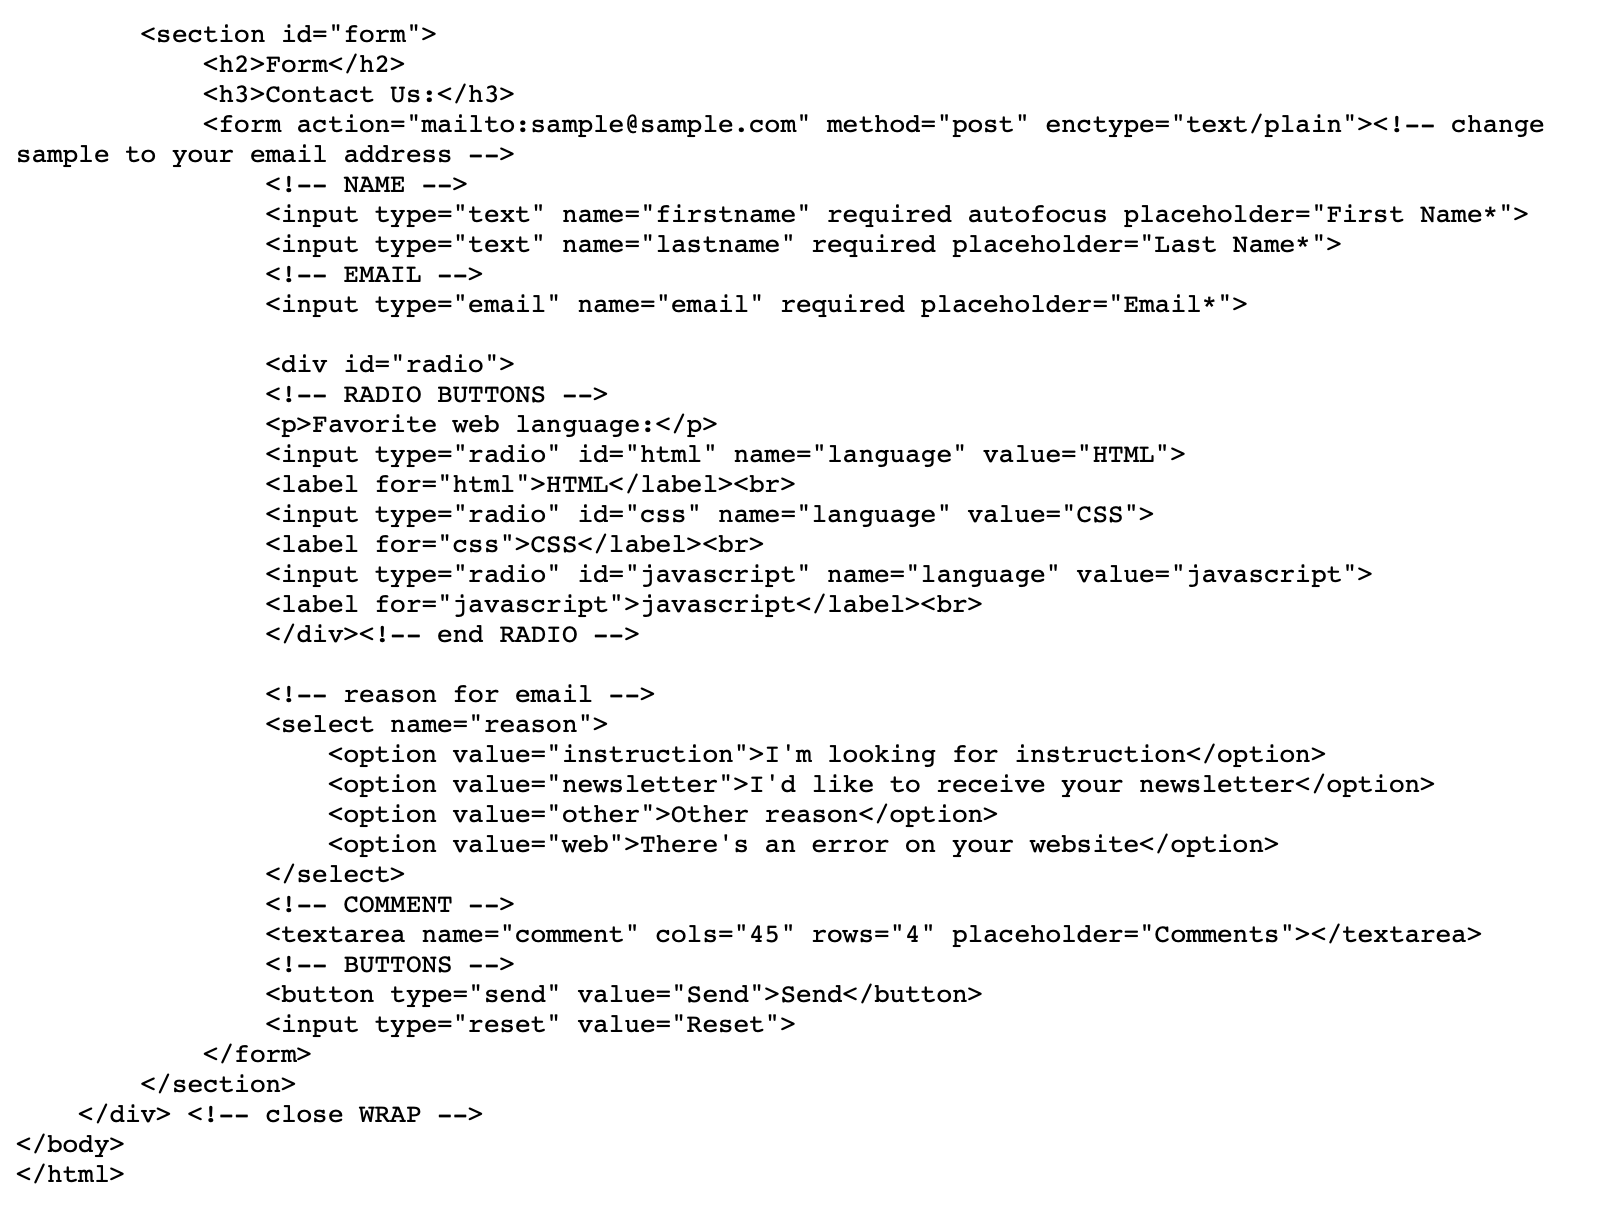 <section id="form">
<h2>Form</h2>
<h3>Contact Us:</h3>
<form action="mailto:sample@sample.com" method="post" enctype="text/plain"><!-- change
sample to your email address -->
<!-- NAME -->
<input type="text" name="firstname" required autofocus placeholder="First Name*">
<input type="text" name="lastname" required placeholder="Last Name*">
<!-- EMAIL -->
<input type="email" name="email" required placeholder="Email*">
<div id="radio">
<!-- RADIO BUTTONS -->
<p>Favorite web language:</p>
<input type="radio" id="html" name="language" value="HTML">
<label for="html">HTML</label><br>
<input type="radio" id="css" name="language" value="CSS">
<label for="css">CSS</label><br>
<input type="radio" id="javascript" name="language" value="javascript">
<label for="javascript">javascript</label><br>
</div><!-- end RADIO -->
<!-- reason for email -->
<select name="reason">
<option value="instruction">I'm looking for instruction</option>
<option value="newsletter">I'd like to receive your newsletter</option>
<option value="other">Other reason</option>
<option value="web">There's an error on your website</option>
</select>
<!-- COMMENT -->
<textarea name="comment" cols="45" rows="4" placeholder="Comments"></textarea>
<!-- BUTTONS -->
<button type="send" value="Send">Send</button>
<input type="reset" value="Reset">
</form>
</section>
</div> <!-- close WRAP -->
</body>
</html>